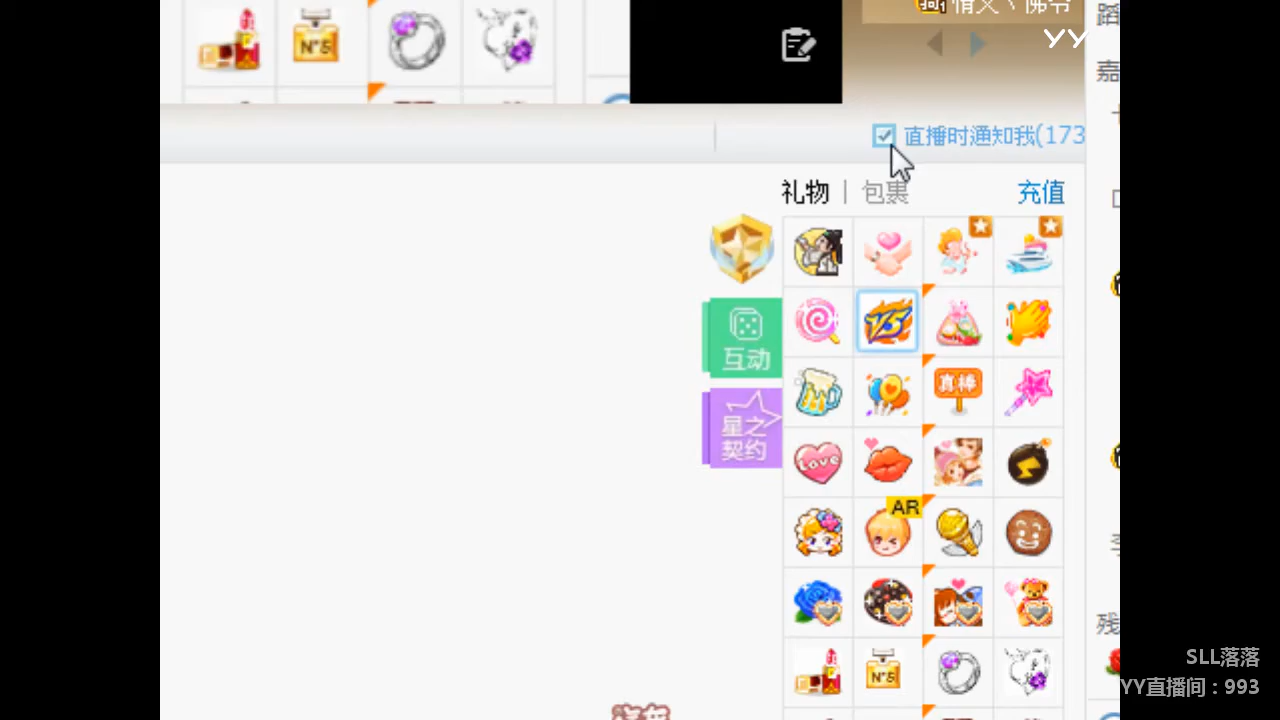 N°5
YY
直播时通知我(173
礼物 | 包裹
充值
互动
V5
真棒
星之
契约
Love
AR
N°5
SLL落落
YY直播间：993